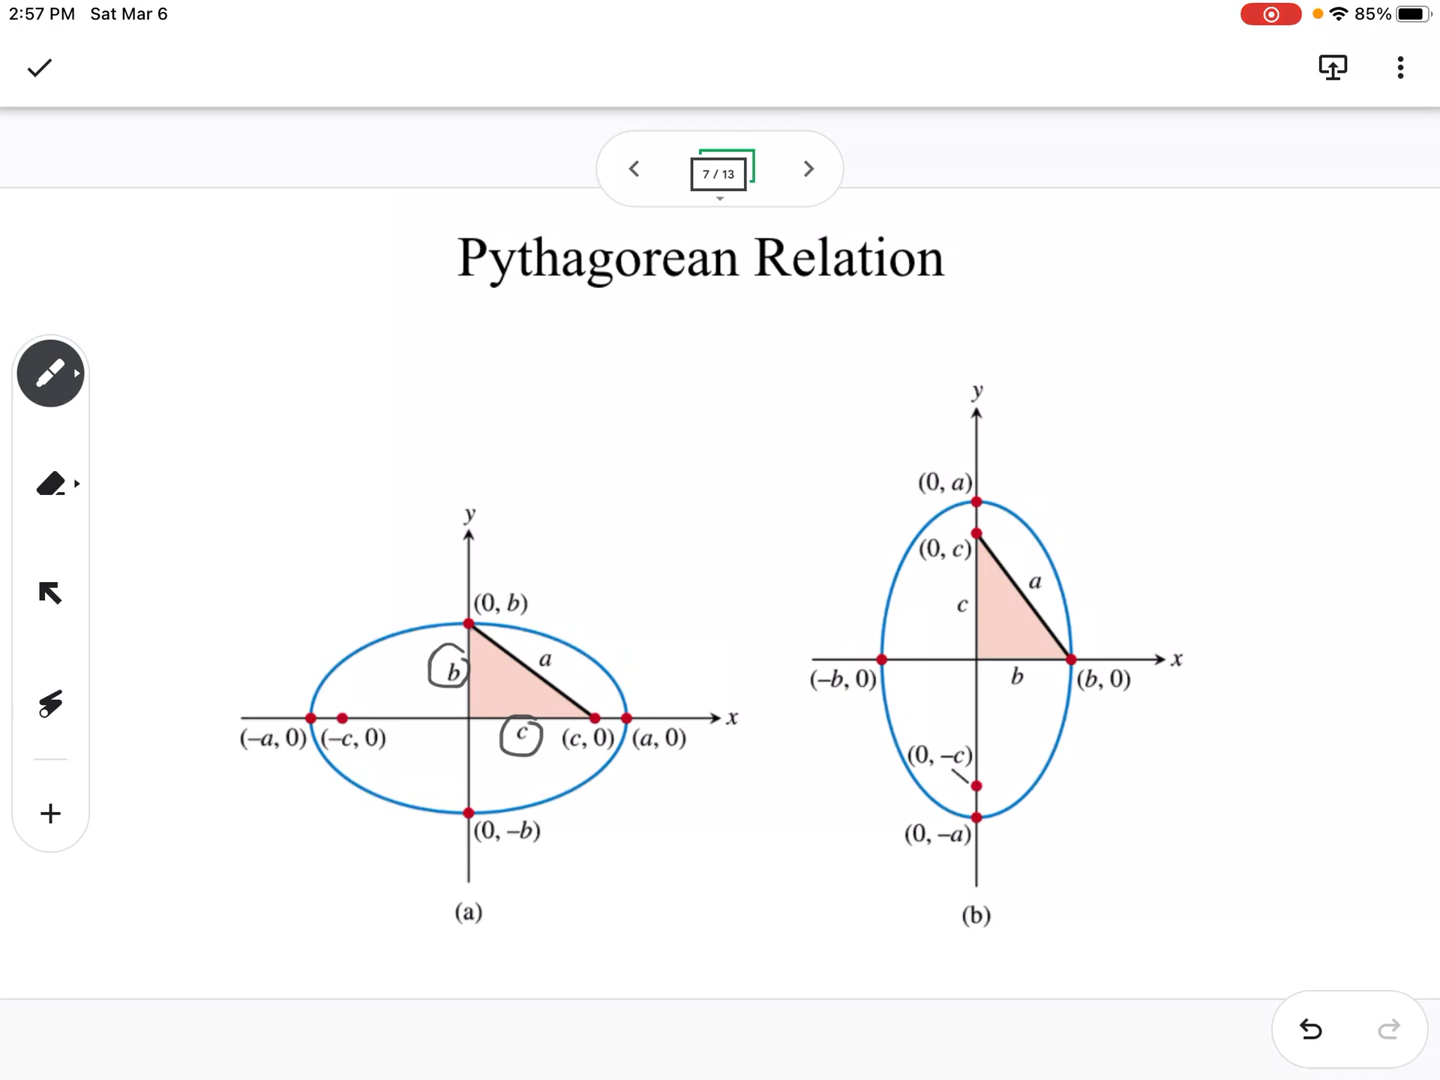 2:57 PM Sat Mar 6
85%
7 / 13
Pythagorean Relation
y
(0, b)
b
a
c
x
(–a, 0) (–c, 0)
(c, 0) (a, 0)
(0, –b)
(a)
y
(0, a)
(0, c)
a
c
x
(–b, 0)
b
(b, 0)
(0, –c)
(0, –a)
(b)